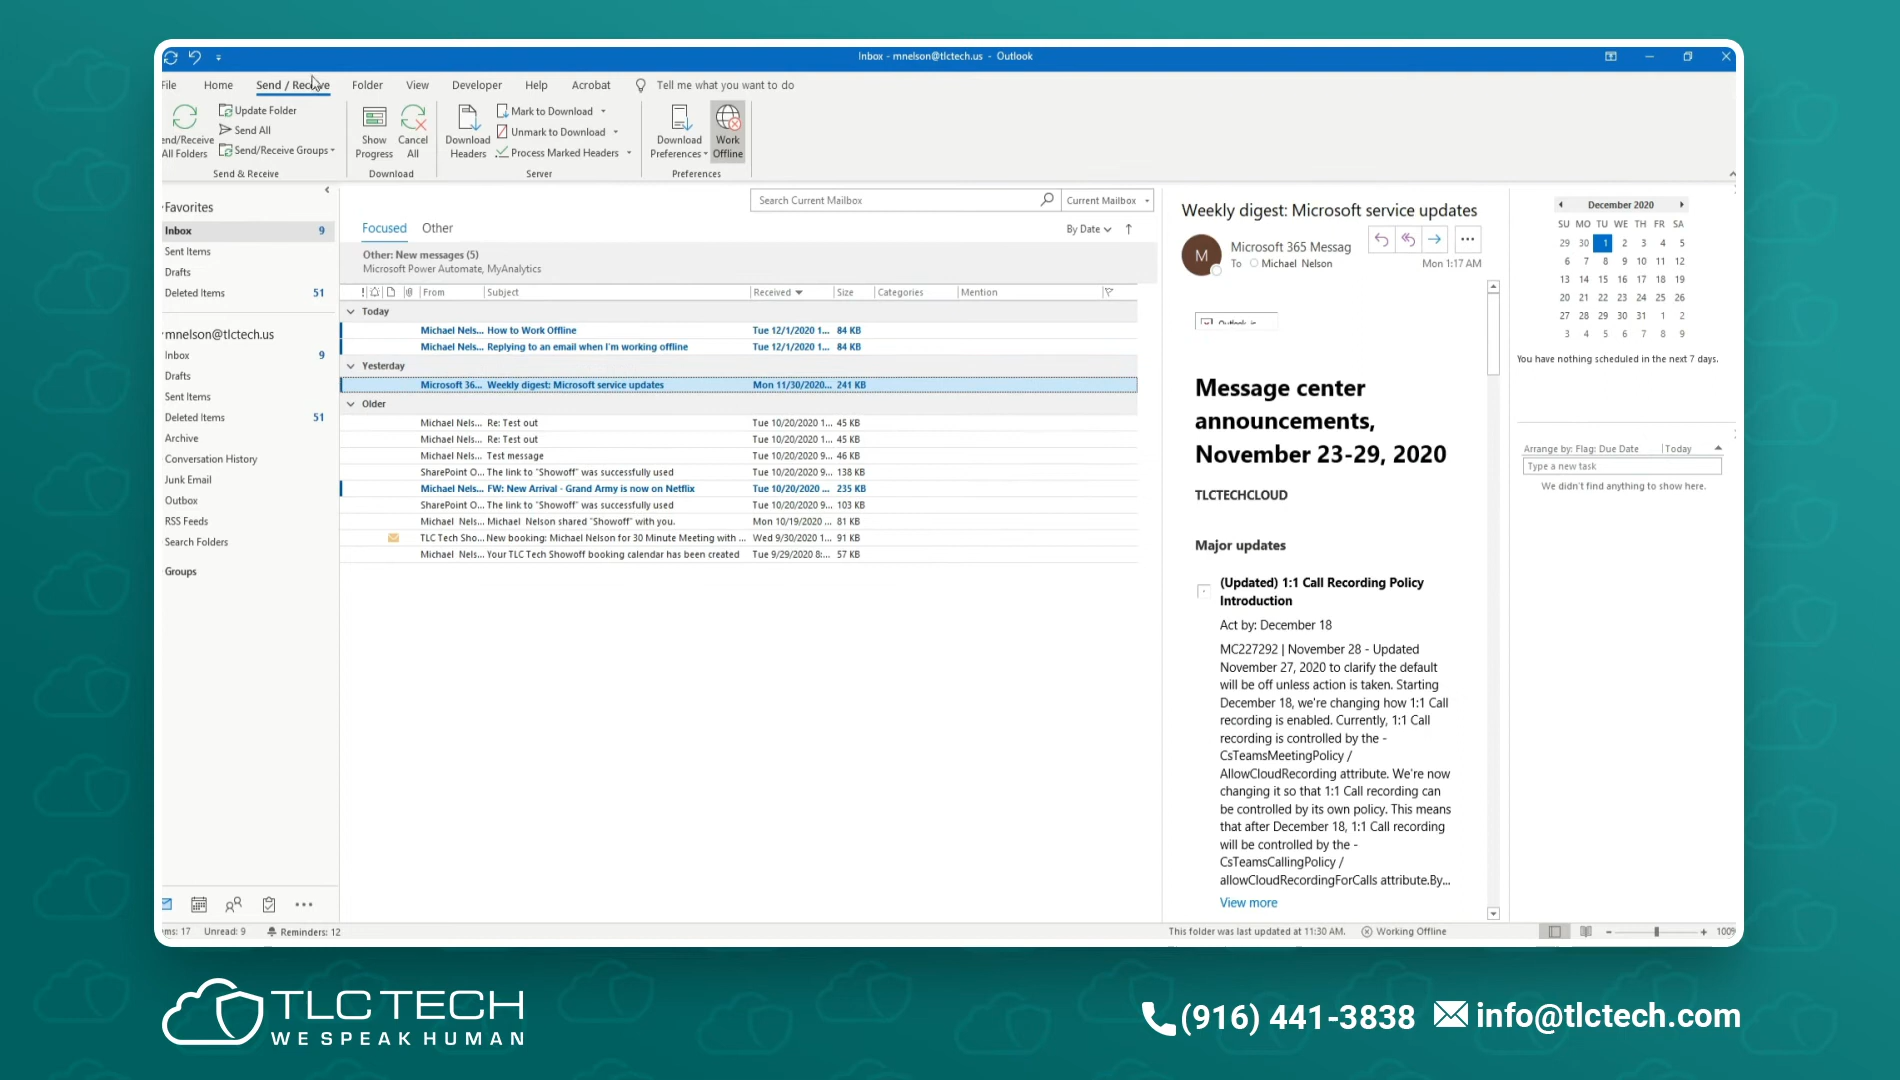 Inbox - mnelson@tlctech.us - Outlook
File Home Send / Receive Folder View Developer Help Acrobat Tell me what you want to do
Update Folder
Send All
Send/Receive Groups
end/Receive
All Folders
Send & Receive
Show
Progress
Cancel
All
Download
Download
Headers
Mark to Download
Unmark to Download
Process Marked Headers
Server
Download
Preferences
Work
Offline
Preferences
Favorites
Inbox 9
Sent Items
Drafts
Deleted Items 51
mnelson@tlctech.us
Inbox 9
Drafts
Sent Items
Deleted Items 51
Archive
Conversation History
Junk Email
Outbox
RSS Feeds
Search Folders
Groups
Search Current Mailbox Current Mailbox
Focused Other By Date
Other: New messages (5)
Microsoft Power Automate, MyAnalytics
! From Subject Received Size Categories Mention
Today
Michael Nels... How to Work Offline Tue 12/1/2020 1... 84 KB
Michael Nels... Replying to an email when I'm working offline Tue 12/1/2020 1... 84 KB
Yesterday
Microsoft 36... Weekly digest: Microsoft service updates Mon 11/30/2020... 241 KB
Older
Michael Nels... Re: Test out Tue 10/20/2020 1... 45 KB
Michael Nels... Re: Test out Tue 10/20/2020 1... 45 KB
Michael Nels... Test message Tue 10/20/2020 9... 46 KB
SharePoint O... The link to "Showoff" was successfully used Tue 10/20/2020 9... 138 KB
Michael Nels... FW: New Arrival - Grand Army is now on Netflix Tue 10/20/2020 ... 235 KB
SharePoint O... The link to "Showoff" was successfully used Tue 10/20/2020 9... 103 KB
Michael Nels... Michael Nelson shared "Showoff" with you. Mon 10/19/2020 ... 81 KB
TLC Tech Sho... New booking: Michael Nelson for 30 Minute Meeting with ... Wed 9/30/2020 1... 91 KB
Michael Nels... Your TLC Tech Showoff booking calendar has been created Tue 9/29/2020 8:... 57 KB
Weekly digest: Microsoft service updates
M
Microsoft 365 Messag
To Michael Nelson Mon 1:17 AM
Message center
announcements,
November 23-29, 2020
TLCTECHCLOUD
Major updates
(Updated) 1:1 Call Recording Policy
Introduction
Act by: December 18
MC227292 | November 28 - Updated
November 27, 2020 to clarify the default
will be off unless action is taken. Starting
December 18, we're changing how 1:1 Call
recording is enabled. Currently, 1:1 Call
recording is controlled by the -
CsTeamsMeetingPolicy /
AllowCloudRecording attribute. We're now
changing it so that 1:1 Call recording can
be controlled by its own policy. This means
that after December 18, 1:1 Call recording
will be controlled by the -
CsTeamsCallingPolicy /
allowCloudRecordingForCalls attribute.By...
View more
December 2020
SU MO TU WE TH FR SA
29 30 1 2 3 4 5
6 7 8 9 10 11 12
13 14 15 16 17 18 19
20 21 22 23 24 25 26
27 28 29 30 31 1 2
3 4 5 6 7 8 9
You have nothing scheduled in the next 7 days.
Arrange by: Flag: Due Date Today
Type a new task
We didn't find anything to show here.
ms: 17 Unread: 9 Reminders: 12
This folder was last updated at 11:30 AM. Working Offline
100%
TLC TECH
WE SPEAK HUMAN
(916) 441-3838 info@tlctech.com